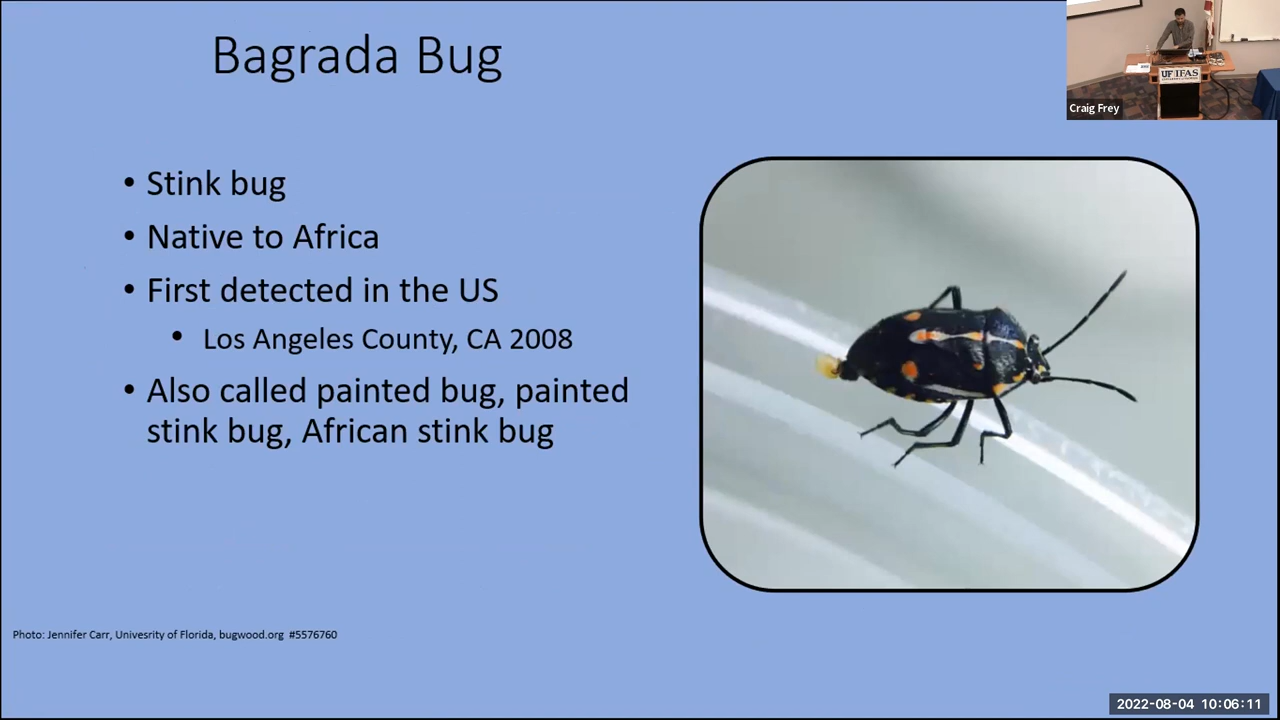 Bagrada Bug
• Stink bug
• Native to Africa
• First detected in the US
• Los Angeles County, CA 2008
• Also called painted bug, painted
stink bug, African stink bug
Photo: Jennifer Carr, Univesrity of Florida, bugwood.org #5576760
UF IFAS
Craig Frey
2022-08-04 10:06:11